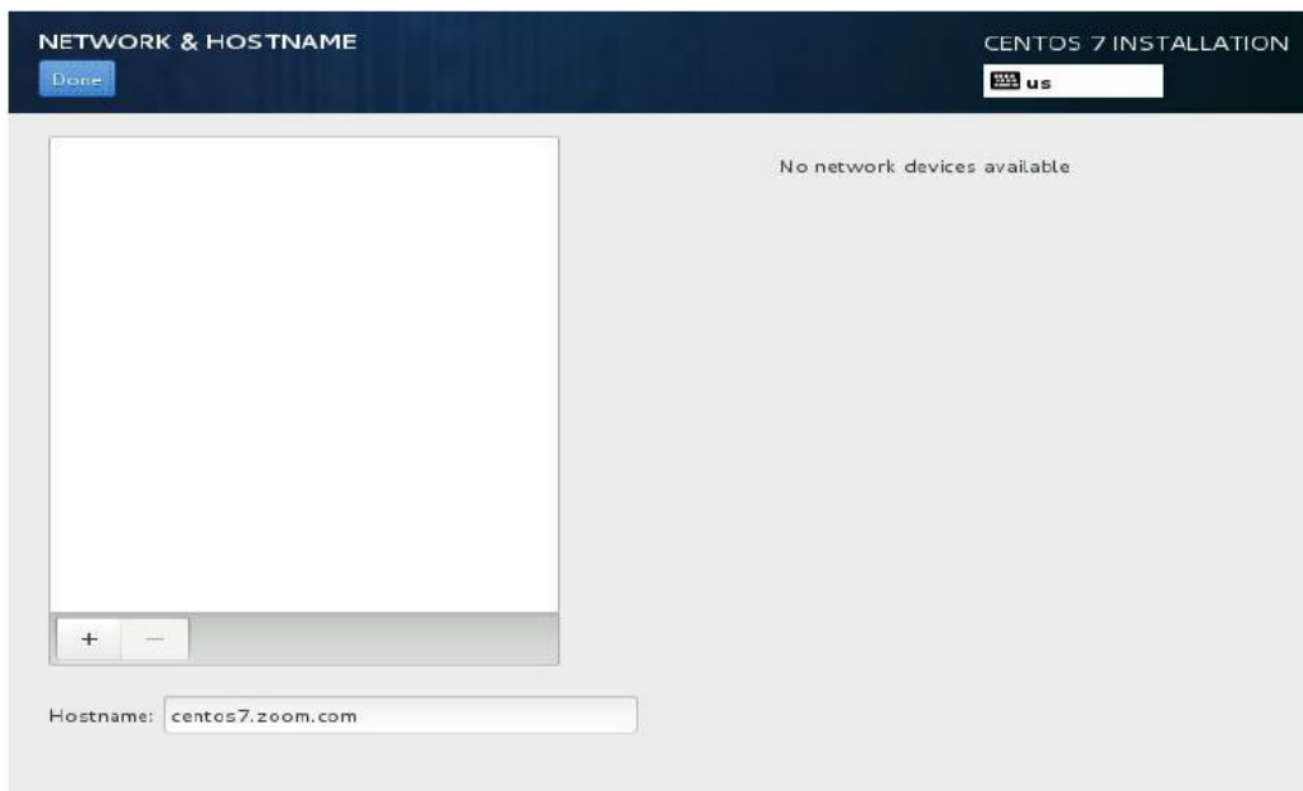 NETWORK & HOSTNAME
Done
CENTOS 7 INSTALLATION
us
No network devices available
+ —
Hostname: centos7.zoom.com